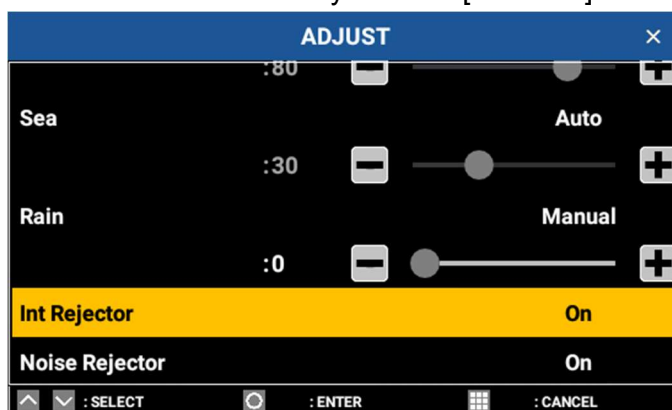 ADJUST ×
:80
Sea Auto
:30
Rain Manual
:0
Int Rejector On
Noise Rejector On
: SELECT : ENTER : CANCEL